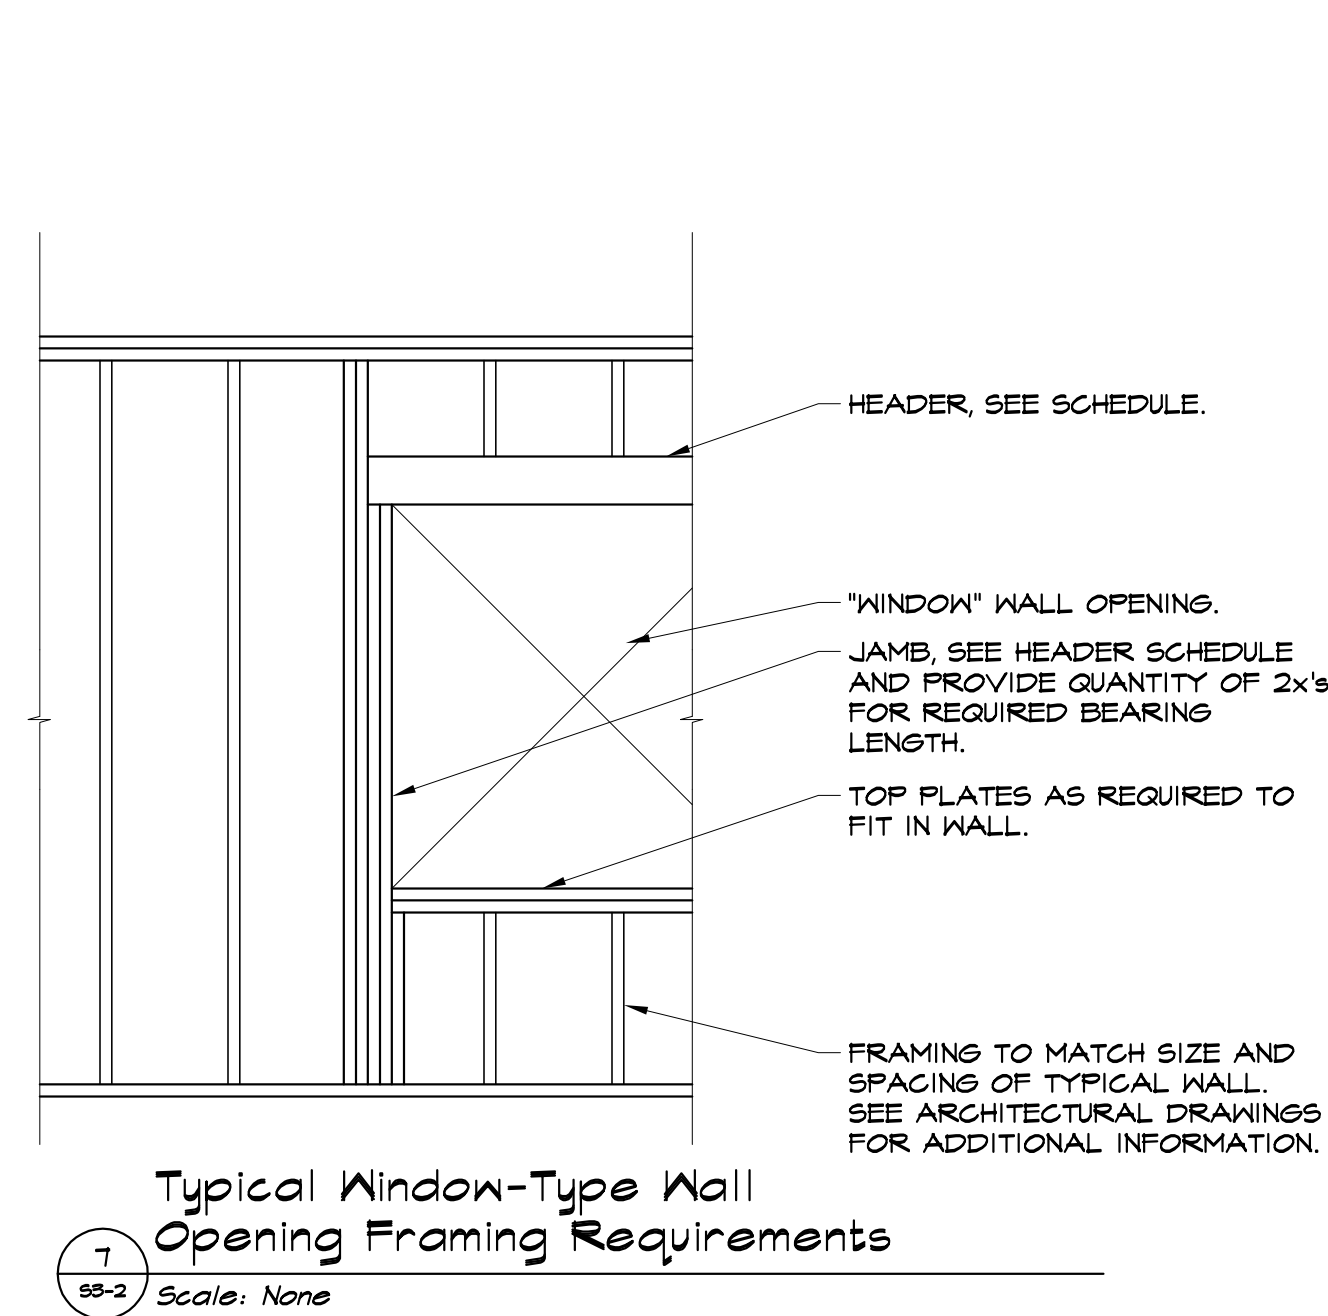 HEADER, SEE SCHEDULE.
"WINDOW" WALL OPENING.
JAMB, SEE HEADER SCHEDULE
AND PROVIDE QUANTITY OF 2x's
FOR REQUIRED BEARING
LENGTH.
TOP PLATES AS REQUIRED TO
FIT IN WALL.
FRAMING TO MATCH SIZE AND
SPACING OF TYPICAL WALL.
SEE ARCHITECTURAL DRAWINGS
FOR ADDITIONAL INFORMATION.
Typical Window-Type Wall
Opening Framing Requirements
7
S3-2
Scale: None